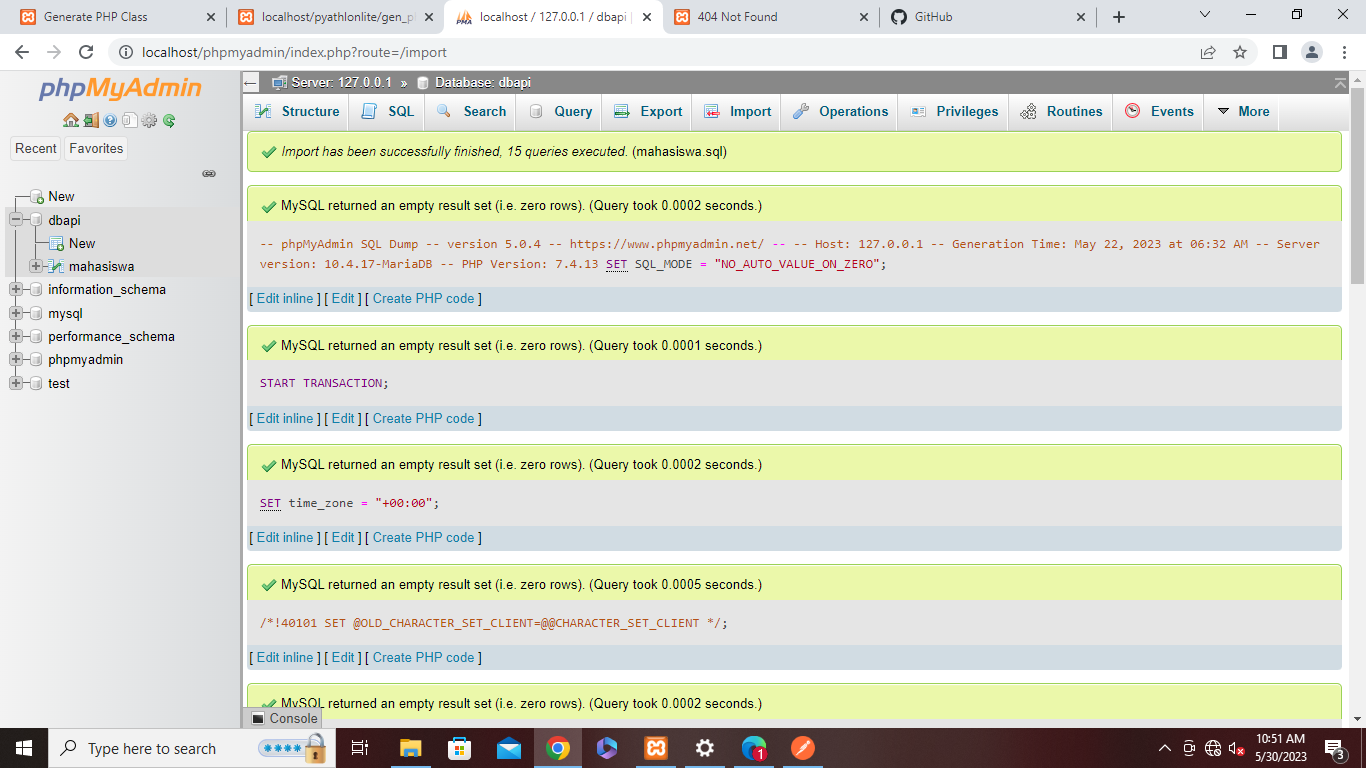 Generate PHP Class
localhost/pyathlonlite/gen_p
localhost / 127.0.0.1 / dbapi |
404 Not Found
GitHub
localhost/phpmyadmin/index.php?route=/import
phpMyAdmin
Recent
Favorites
New
dbapi
New
mahasiswa
information_schema
mysql
performance_schema
phpmyadmin
test
Server: 127.0.0.1 » Database: dbapi
Structure SQL Search Query Export Import Operations Privileges Routines Events More
Import has been successfully finished, 15 queries executed. (mahasiswa.sql)
MySQL returned an empty result set (i.e. zero rows). (Query took 0.0002 seconds.)
-- phpMyAdmin SQL Dump -- version 5.0.4 -- https://www.phpmyadmin.net/ -- -- Host: 127.0.0.1 -- Generation Time: May 22, 2023 at 06:32 AM -- Server
version: 10.4.17-MariaDB -- PHP Version: 7.4.13 SET SQL_MODE = "NO_AUTO_VALUE_ON_ZERO";
[ Edit inline ] [ Edit ] [ Create PHP code ]
MySQL returned an empty result set (i.e. zero rows). (Query took 0.0001 seconds.)
START TRANSACTION;
[ Edit inline ] [ Edit ] [ Create PHP code ]
MySQL returned an empty result set (i.e. zero rows). (Query took 0.0002 seconds.)
SET time_zone = "+00:00";
[ Edit inline ] [ Edit ] [ Create PHP code ]
MySQL returned an empty result set (i.e. zero rows). (Query took 0.0005 seconds.)
/*!40101 SET @OLD_CHARACTER_SET_CLIENT=@@CHARACTER_SET_CLIENT */;
[ Edit inline ] [ Edit ] [ Create PHP code ]
MySQL returned an empty result set (i.e. zero rows). (Query took 0.0002 seconds.)
Console
Type here to search
1
10:51 AM
5/30/2023
3